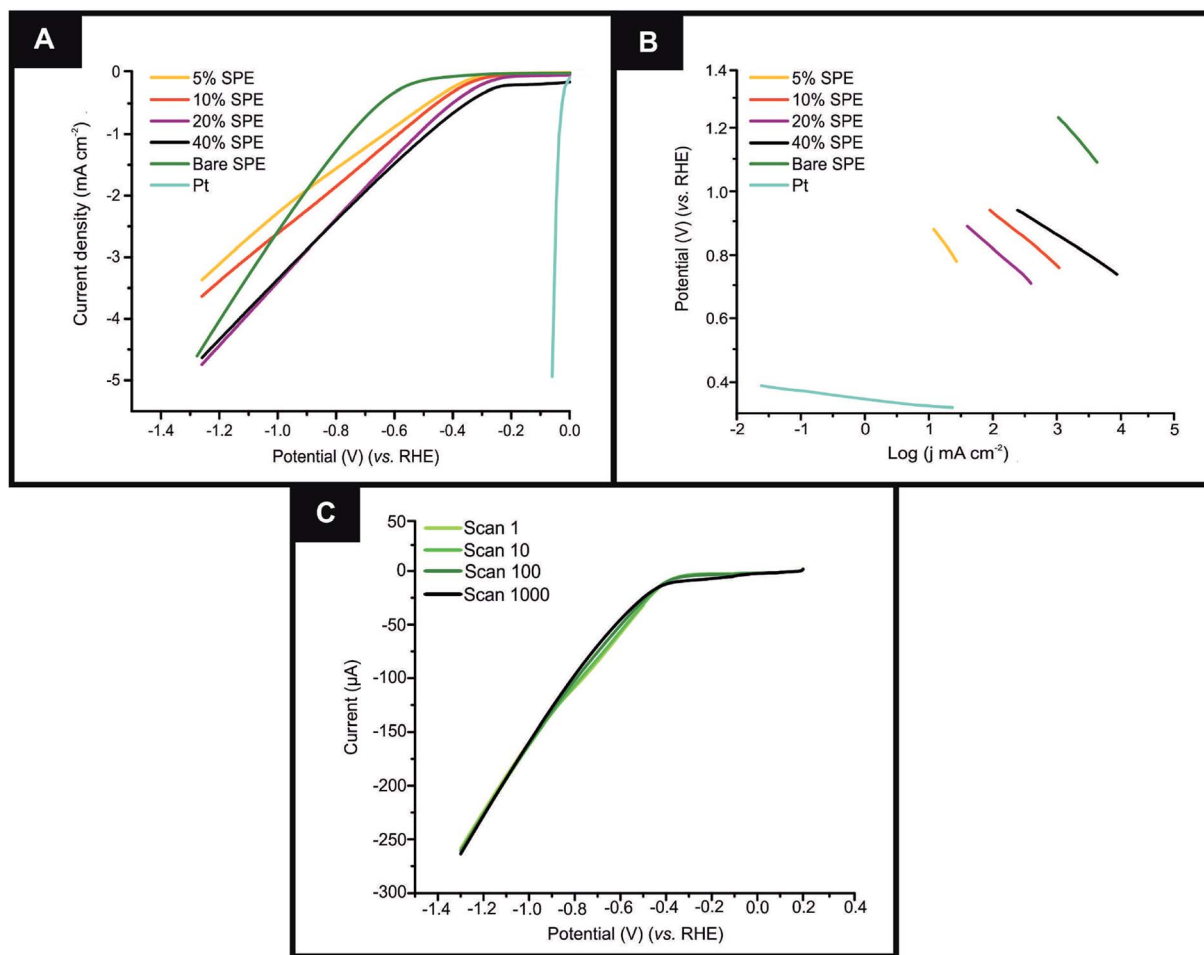 A
5% SPE
10% SPE
20% SPE
40% SPE
Bare SPE
Pt
0
-1
-2
-3
-4
-5
Current density (mA cm⁻²)
-1.4
-1.2
-1.0
-0.8
-0.6
-0.4
-0.2
0.0
Potential (V) (vs. RHE)
B
5% SPE
10% SPE
20% SPE
40% SPE
Bare SPE
Pt
1.4
1.2
1.0
0.8
0.6
0.4
Potential (V) (vs. RHE)
-2
-1
0
1
2
3
4
5
Log (j mA cm⁻²)
C
Scan 1
Scan 10
Scan 100
Scan 1000
50
0
-50
-100
-150
-200
-250
-300
Current (µA)
-1.4
-1.2
-1.0
-0.8
-0.6
-0.4
-0.2
0.0
0.2
0.4
Potential (V) (vs. RHE)